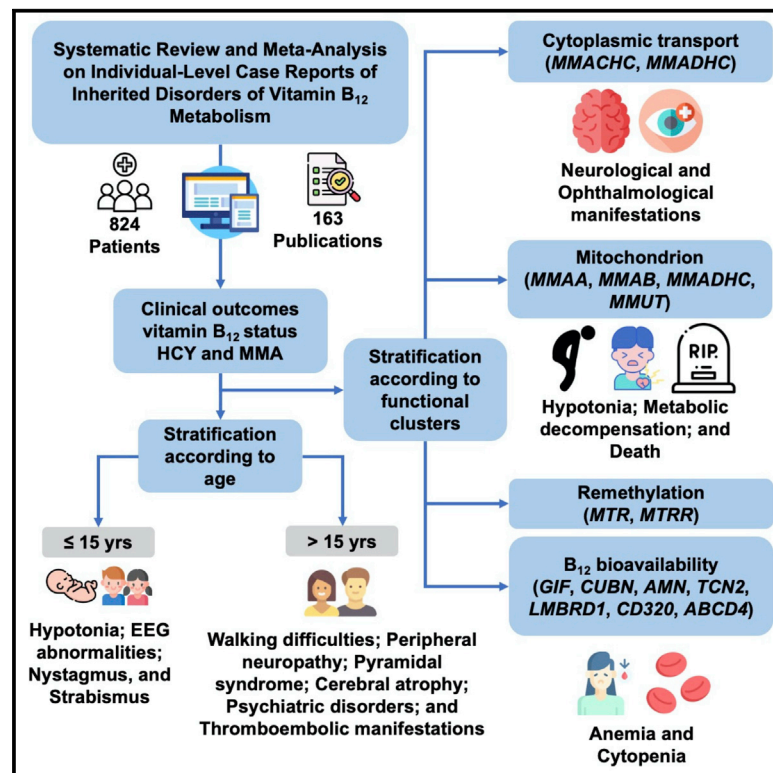 Systematic Review and Meta-Analysis
on Individual-Level Case Reports of
Inherited Disorders of Vitamin B₁₂
Metabolism
824
Patients
163
Publications
Clinical outcomes
vitamin B₁₂ status
HCY and MMA
Stratification
according to
age
≤ 15 yrs
Hypotonia; EEG
abnormalities;
Nystagmus, and
Strabismus
> 15 yrs
Walking difficulties; Peripheral
neuropathy; Pyramidal
syndrome; Cerebral atrophy;
Psychiatric disorders; and
Thromboembolic manifestations
Stratification
according to
functional
clusters
Cytoplasmic transport
(MMACHC, MMADHC)
Neurological and
Ophthalmological
manifestations
Mitochondrion
(MMAA, MMAB, MMADHC,
MMUT)
RIP.
Hypotonia; Metabolic
decompensation; and
Death
Remethylation
(MTR, MTRR)
B₁₂ bioavailability
(GIF, CUBN, AMN, TCN2,
LMBRD1, CD320, ABCD4)
Anemia and
Cytopenia